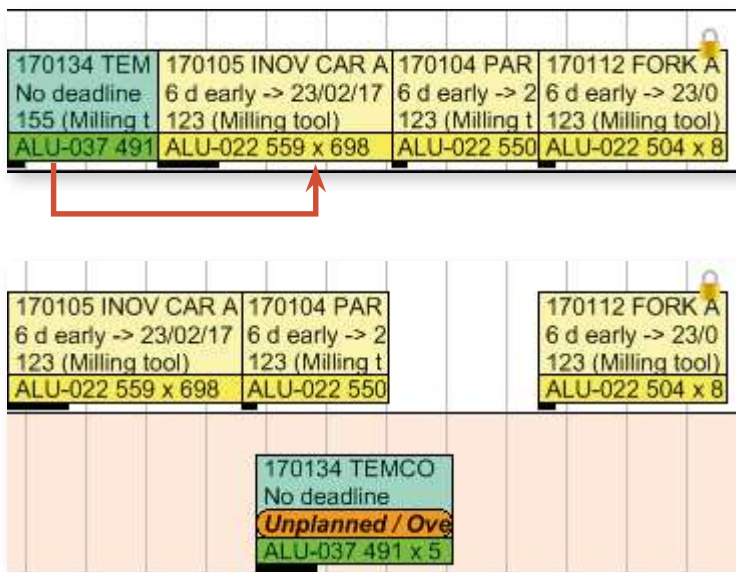 170134 TEM
No deadline
155 (Milling t
ALU-037 491
170105 INOV CAR A
6 d early -> 23/02/17
123 (Milling tool)
ALU-022 559 x 698
170104 PAR
6 d early -> 2
123 (Milling t
ALU-022 550
170112 FORK A
6 d early -> 23/0
123 (Milling tool)
ALU-022 504 x 8
170105 INOV CAR A
6 d early -> 23/02/17
123 (Milling tool)
ALU-022 559 x 698
170104 PAR
6 d early -> 2
123 (Milling t
ALU-022 550
170112 FORK A
6 d early -> 23/0
123 (Milling tool)
ALU-022 504 x 8
170134 TEMCO
No deadline
Unplanned / Ove
ALU-037 491 x 5